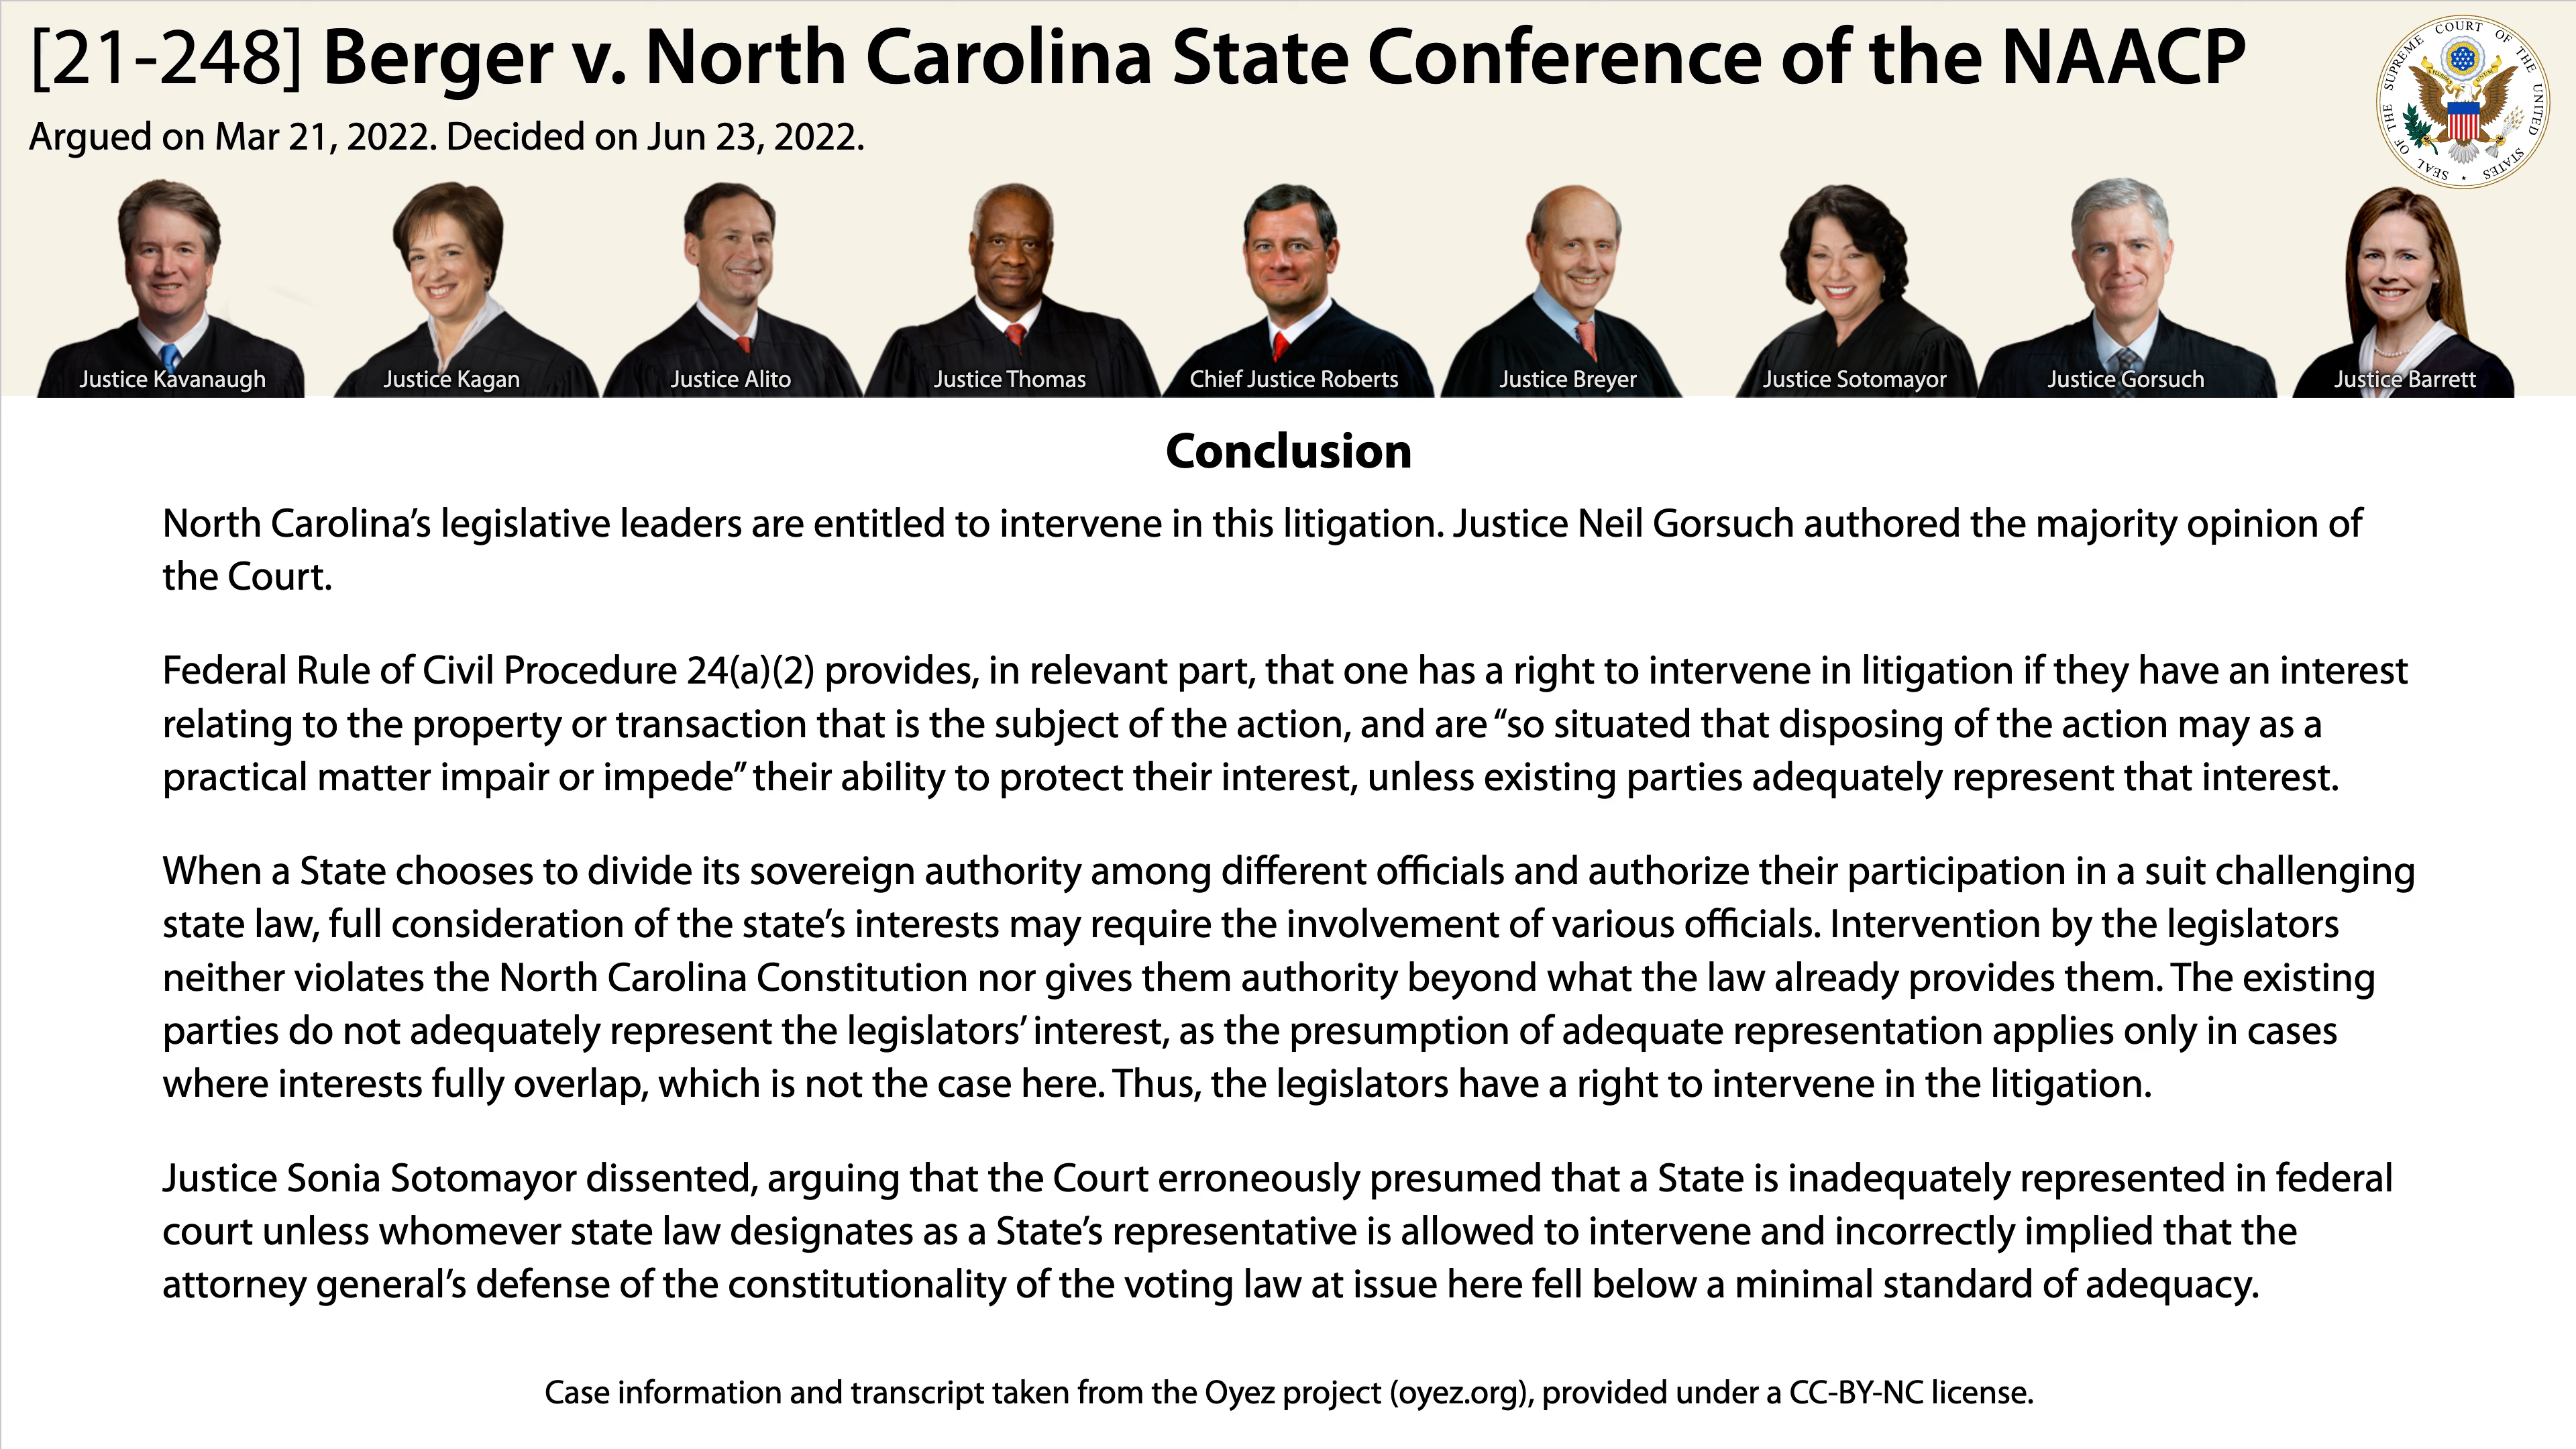 [21-248] Berger v. North Carolina State Conference of the NAACP
Argued on Mar 21, 2022. Decided on Jun 23, 2022.
SEAL OF THE SUPREME COURT OF THE UNITED STATES
Justice Kavanaugh
Justice Kagan
Justice Alito
Justice Thomas
Chief Justice Roberts
Justice Breyer
Justice Sotomayor
Justice Gorsuch
Justice Barrett
Conclusion
North Carolina’s legislative leaders are entitled to intervene in this litigation. Justice Neil Gorsuch authored the majority opinion of
the Court.
Federal Rule of Civil Procedure 24(a)(2) provides, in relevant part, that one has a right to intervene in litigation if they have an interest
relating to the property or transaction that is the subject of the action, and are “so situated that disposing of the action may as a
practical matter impair or impede” their ability to protect their interest, unless existing parties adequately represent that interest.
When a State chooses to divide its sovereign authority among different officials and authorize their participation in a suit challenging
state law, full consideration of the state’s interests may require the involvement of various officials. Intervention by the legislators
neither violates the North Carolina Constitution nor gives them authority beyond what the law already provides them. The existing
parties do not adequately represent the legislators’ interest, as the presumption of adequate representation applies only in cases
where interests fully overlap, which is not the case here. Thus, the legislators have a right to intervene in the litigation.
Justice Sonia Sotomayor dissented, arguing that the Court erroneously presumed that a State is inadequately represented in federal
court unless whomever state law designates as a State’s representative is allowed to intervene and incorrectly implied that the
attorney general’s defense of the constitutionality of the voting law at issue here fell below a minimal standard of adequacy.
Case information and transcript taken from the Oyez project (oyez.org), provided under a CC-BY-NC license.